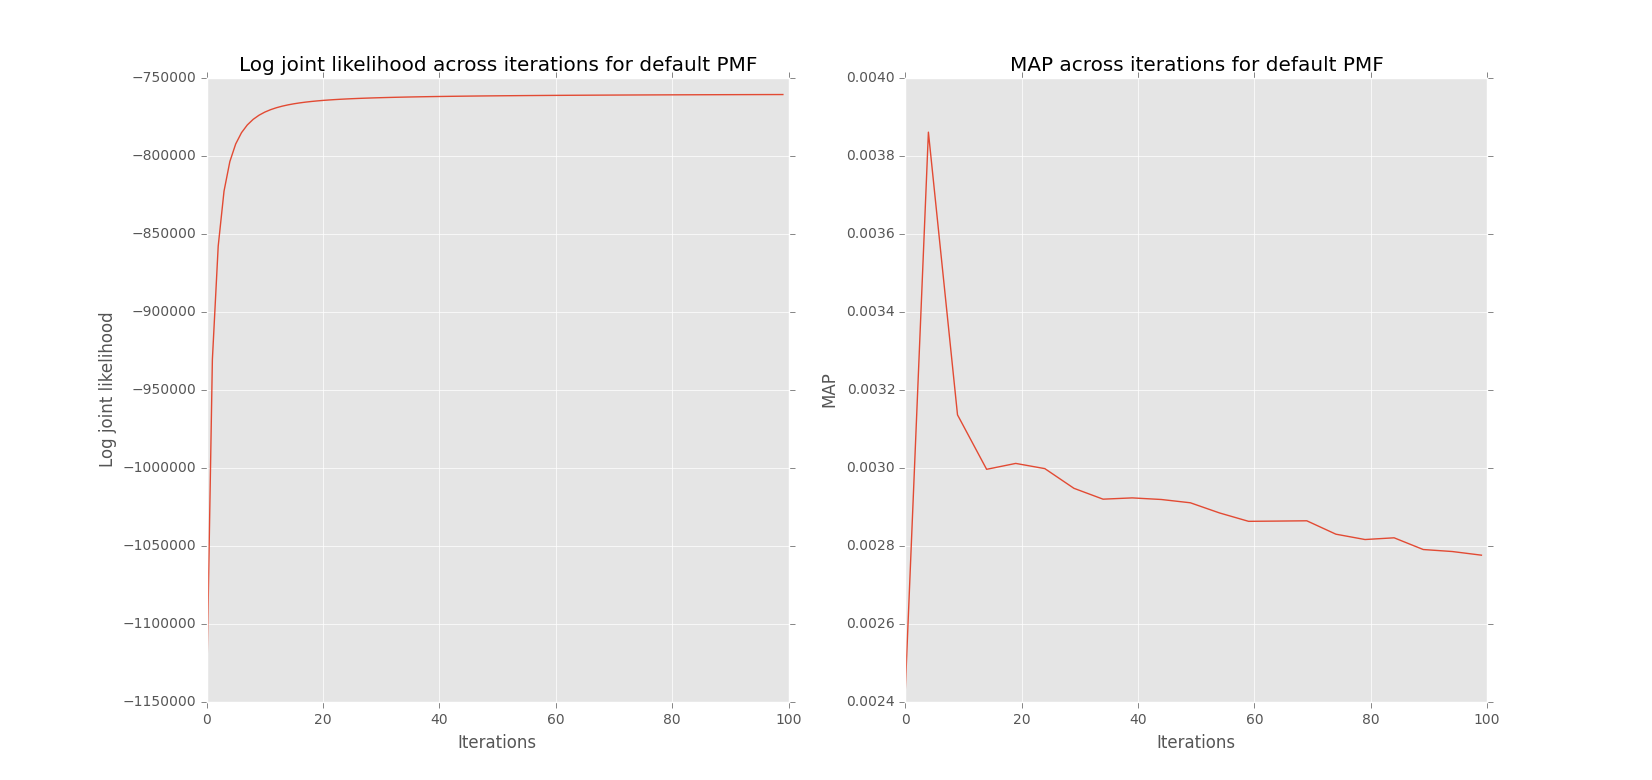 Log joint likelihood across iterations for default PMF
−750000
−800000
−850000
−900000
−950000
−1000000
−1050000
−1100000
−1150000
Log joint likelihood
0 20 40 60 80 100
Iterations
MAP across iterations for default PMF
0.0040
0.0038
0.0036
0.0034
0.0032
0.0030
0.0028
0.0026
0.0024
MAP
0 20 40 60 80 100
Iterations